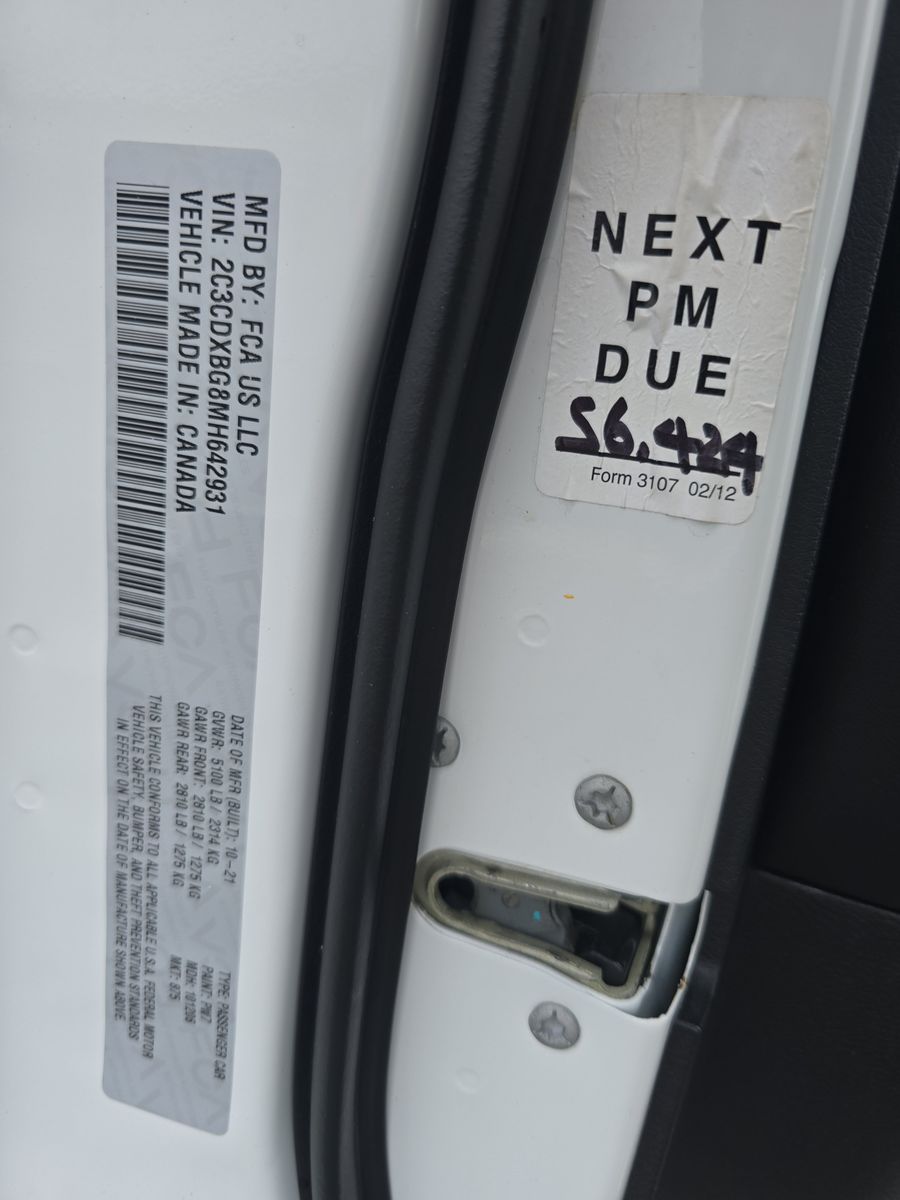 MFD BY: FCA US LLC
VIN: 2C3CDXBG8MH642931
VEHICLE MADE IN: CANADA
DATE OF MFR (BUILT): 10-21
GVWR: 5100 LB / 2314 KG
GAWR FRONT: 2810 LB / 1275 KG
GAWR REAR: 2810 LB / 1275 KG
THIS VEHICLE CONFORMS TO ALL APPLICABLE U.S.A. FEDERAL MOTOR
VEHICLE SAFETY, BUMPER, AND THEFT PREVENTION STANDARDS
IN EFFECT ON THE DATE OF MANUFACTURE SHOWN ABOVE.
TYPE: PASSENGER CAR
PAINT: PW7
MDH: 101206
MKT: 975
NEXT
PM
DUE
56.424
Form 3107 02/12